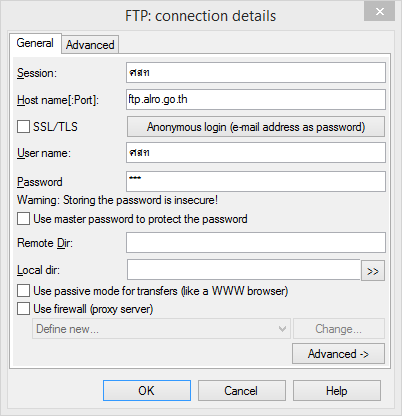 FTP: connection details
General
Advanced
Session:
ศสท
Host name[:Port]:
ftp.alro.go.th
SSL/TLS
Anonymous login (e-mail address as password)
User name:
ศสท
Password
***
Warning: Storing the password is insecure!
Use master password to protect the password
Remote Dir:
Local dir:
>>
Use passive mode for transfers (like a WWW browser)
Use firewall (proxy server)
Define new...
Change...
Advanced ->
OK
Cancel
Help